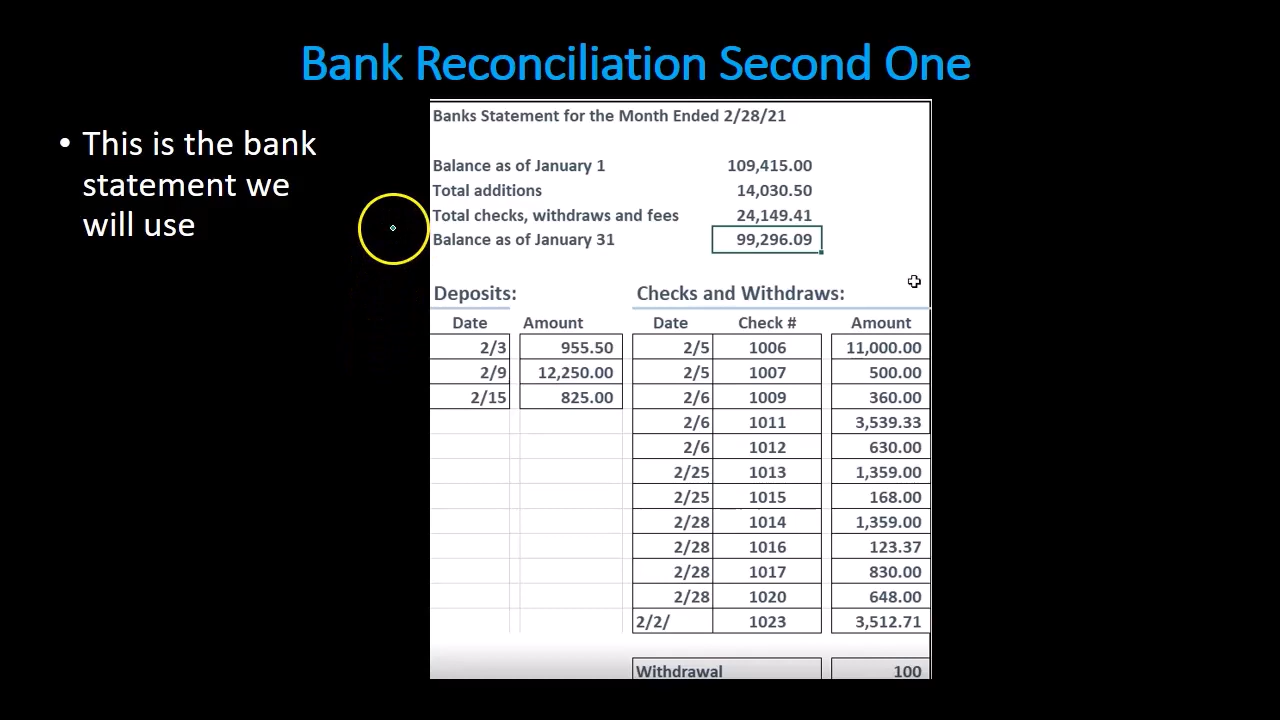 Bank Reconciliation Second One
• This is the bank
statement we
will use
Banks Statement for the Month Ended 2/28/21
Balance as of January 1 109,415.00
Total additions 14,030.50
Total checks, withdraws and fees 24,149.41
Balance as of January 31 99,296.09
Deposits: Checks and Withdraws:
Date Amount Date Check # Amount
2/3 955.50 2/5 1006 11,000.00
2/9 12,250.00 2/5 1007 500.00
2/15 825.00 2/6 1009 360.00
2/6 1011 3,539.33
2/6 1012 630.00
2/25 1013 1,359.00
2/25 1015 168.00
2/28 1014 1,359.00
2/28 1016 123.37
2/28 1017 830.00
2/28 1020 648.00
2/2/ 1023 3,512.71
Withdrawal 100